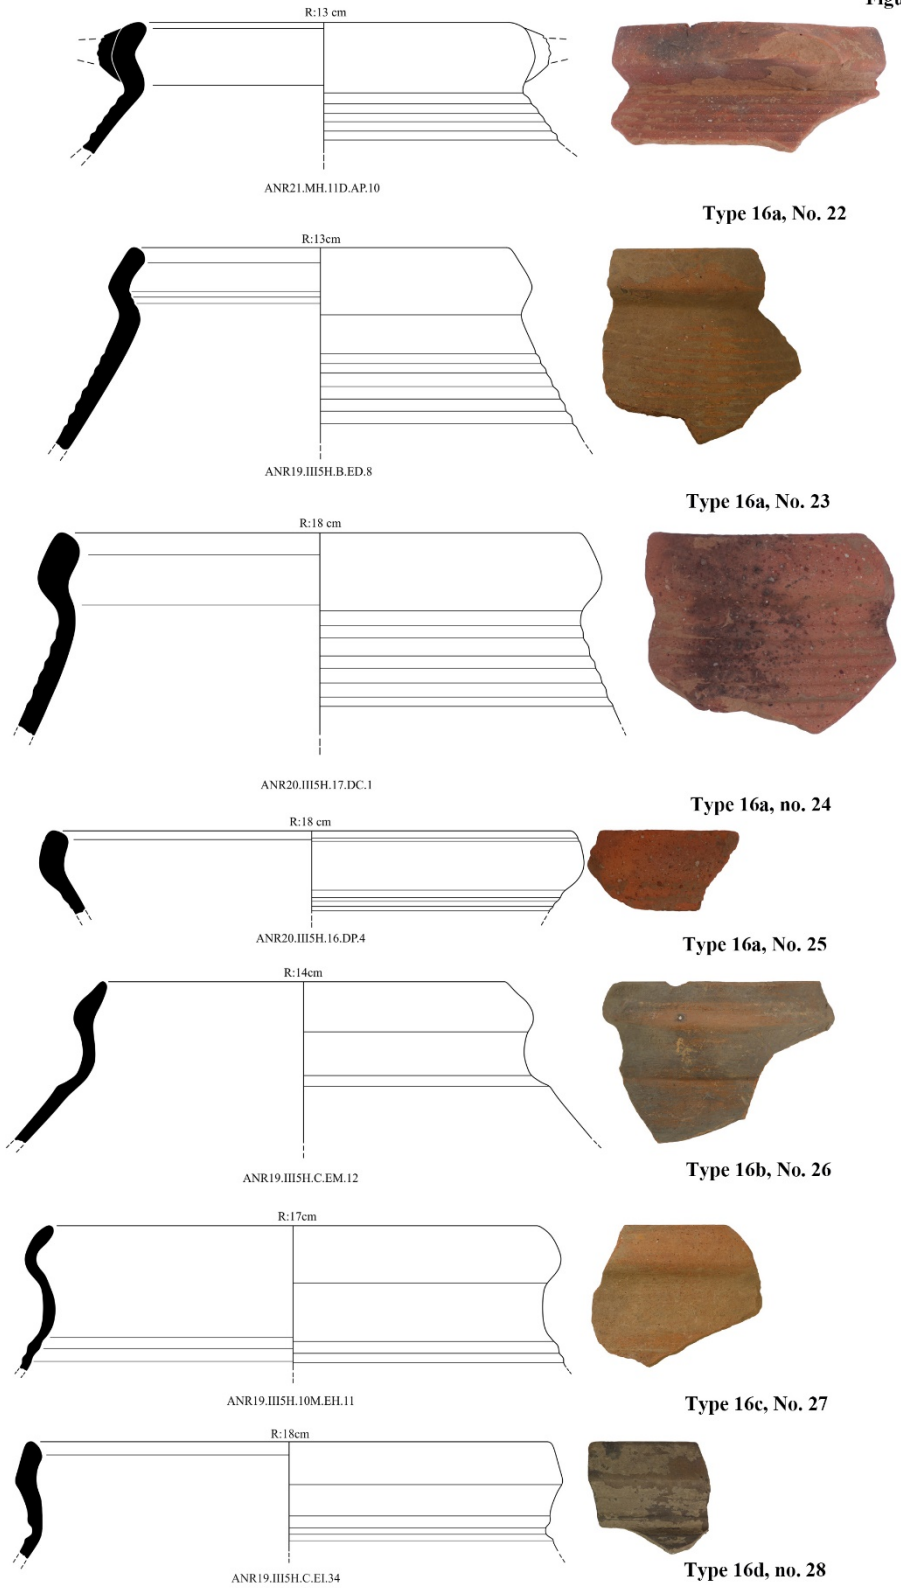 Figu
R:13 cm
ANR21.MH.11D.AP.10
Type 16a, No. 22
R:13cm
ANR19.III5H.B.ED.8
Type 16a, No. 23
R:18 cm
ANR20.III5H.17.DC.1
Type 16a, no. 24
R:18 cm
ANR20.III5H.16.DP.4
Type 16a, No. 25
R:14cm
ANR19.III5H.C.EM.12
Type 16b, No. 26
R:17cm
ANR19.III5H.10M.EH.11
Type 16c, No. 27
R:18cm
ANR19.III5H.C.EI.34
Type 16d, no. 28